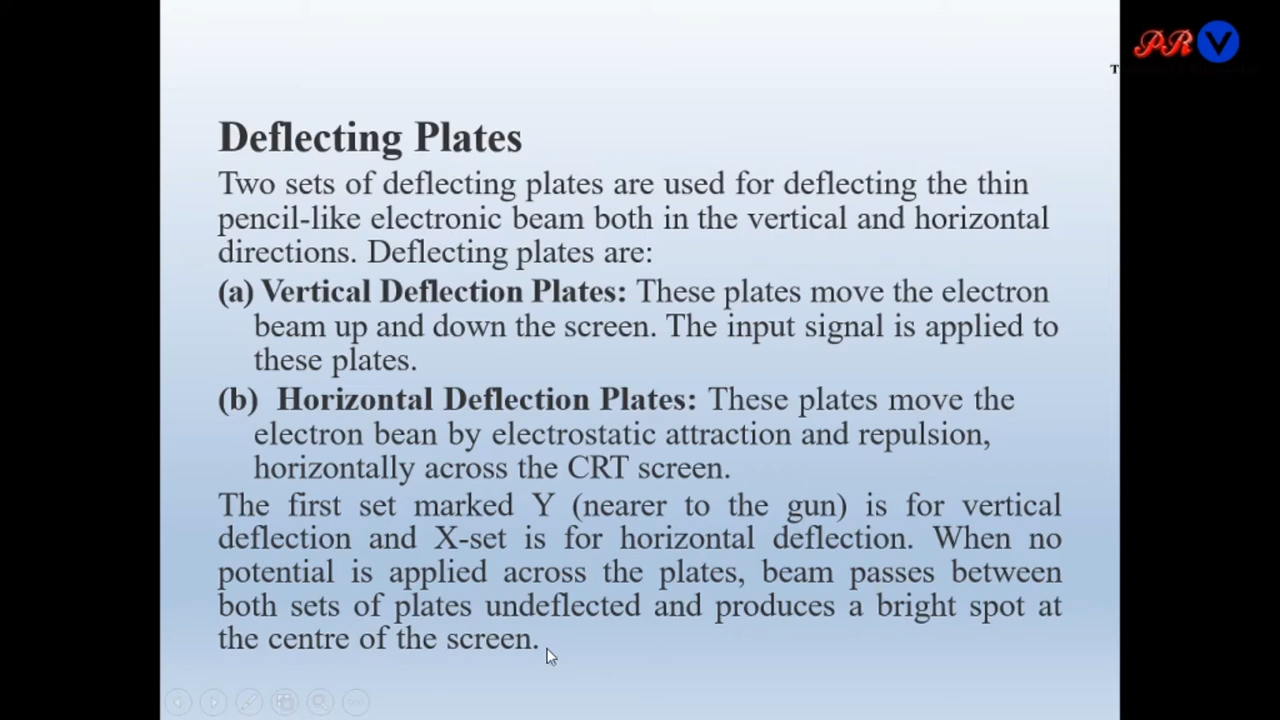 PR V
T
Deflecting Plates
Two sets of deflecting plates are used for deflecting the thin
pencil-like electronic beam both in the vertical and horizontal
directions. Deflecting plates are:
(a) Vertical Deflection Plates: These plates move the electron
beam up and down the screen. The input signal is applied to
these plates.
(b) Horizontal Deflection Plates: These plates move the
electron bean by electrostatic attraction and repulsion,
horizontally across the CRT screen.
The first set marked Y (nearer to the gun) is for vertical
deflection and X-set is for horizontal deflection. When no
potential is applied across the plates, beam passes between
both sets of plates undeflected and produces a bright spot at
the centre of the screen.